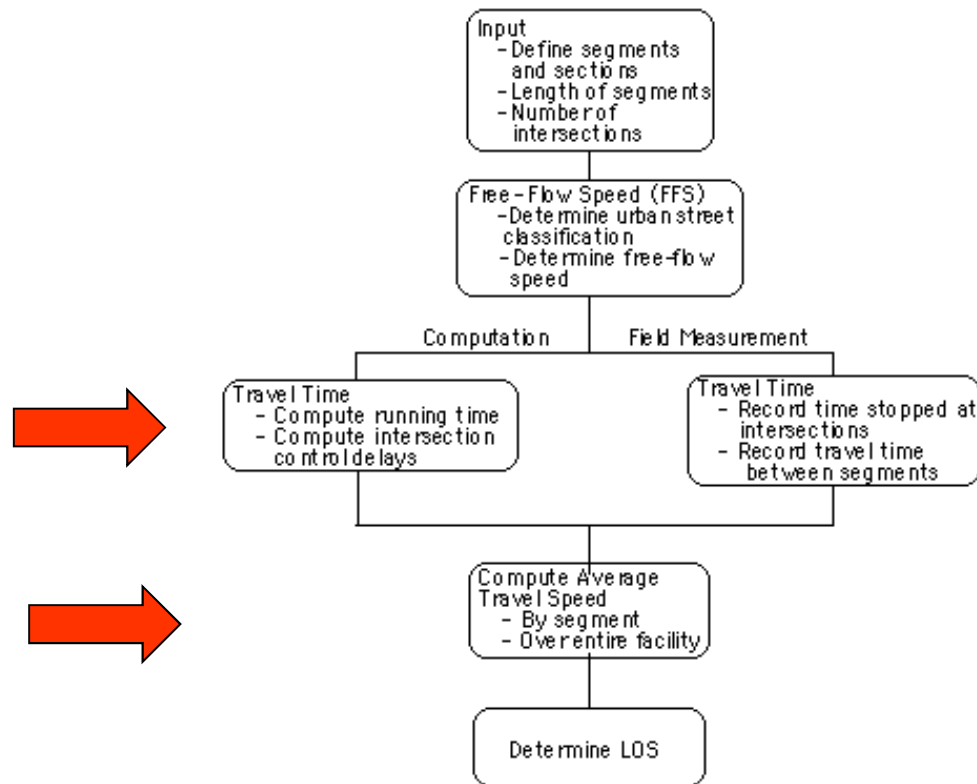 Input
- Define segments
and sections
- Length of segments
- Number of
intersections
Free-Flow Speed (FFS)
- Determine urban street
classification
- Determine free-flow
speed
Computation
Field Measurement
Travel Time
- Compute running time
- Compute intersection
control delays
Travel Time
- Record time stopped at
intersections
- Record travel time
between segments
Compute Average
Travel Speed
- By segment
- Over entire facility
Determine LOS